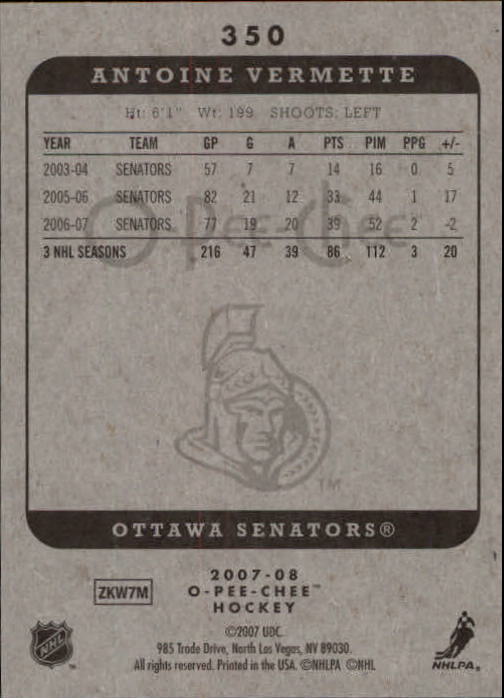 350
ANTOINE VERMETTE
Ht: 6'1" Wt: 199 SHOOTS: LEFT
YEAR TEAM GP G A PTS PIM PPG +/-
2003-04 SENATORS 57 7 7 14 16 0 5
2005-06 SENATORS 82 21 12 33 44 1 17
2006-07 SENATORS 77 19 20 39 52 2 -2
3 NHL SEASONS 216 47 39 86 112 3 20
O-PEE-CHEE
TM
OTTAWA SENATORS®
2007-08
ZKW7M
O-PEE-CHEE™
HOCKEY
©2007 UDC.
985 Trade Drive, North Las Vegas, NV 89030.
All rights reserved. Printed in the USA. ©NHLPA ©NHL
NHL
NHLPA